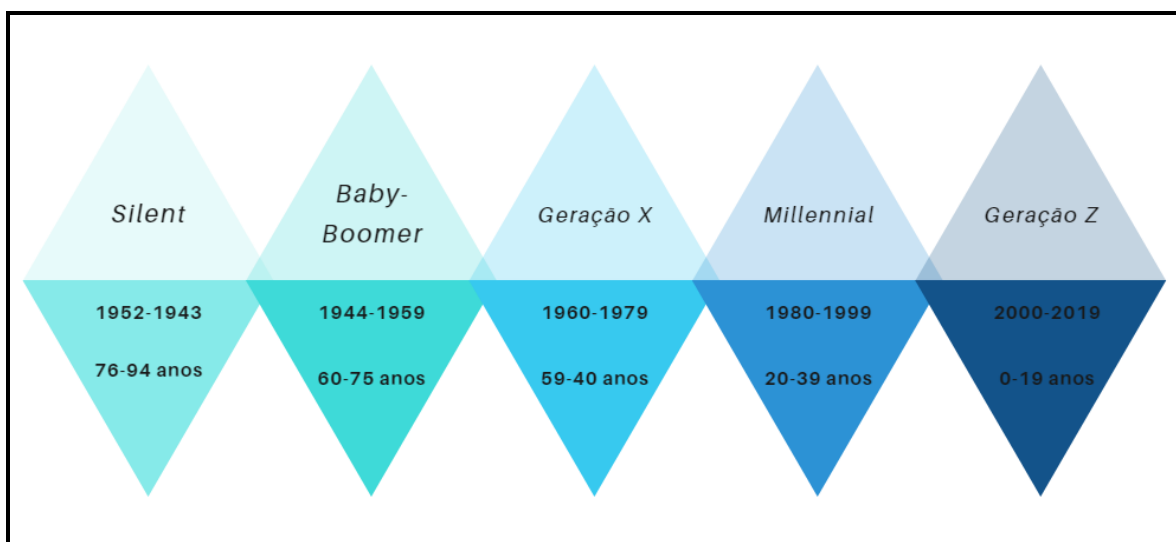 Silent
Baby-
Boomer
Geração X
Millennial
Geração Z
1952-1943
1944-1959
1960-1979
1980-1999
2000-2019
76-94 anos
60-75 anos
59-40 anos
20-39 anos
0-19 anos